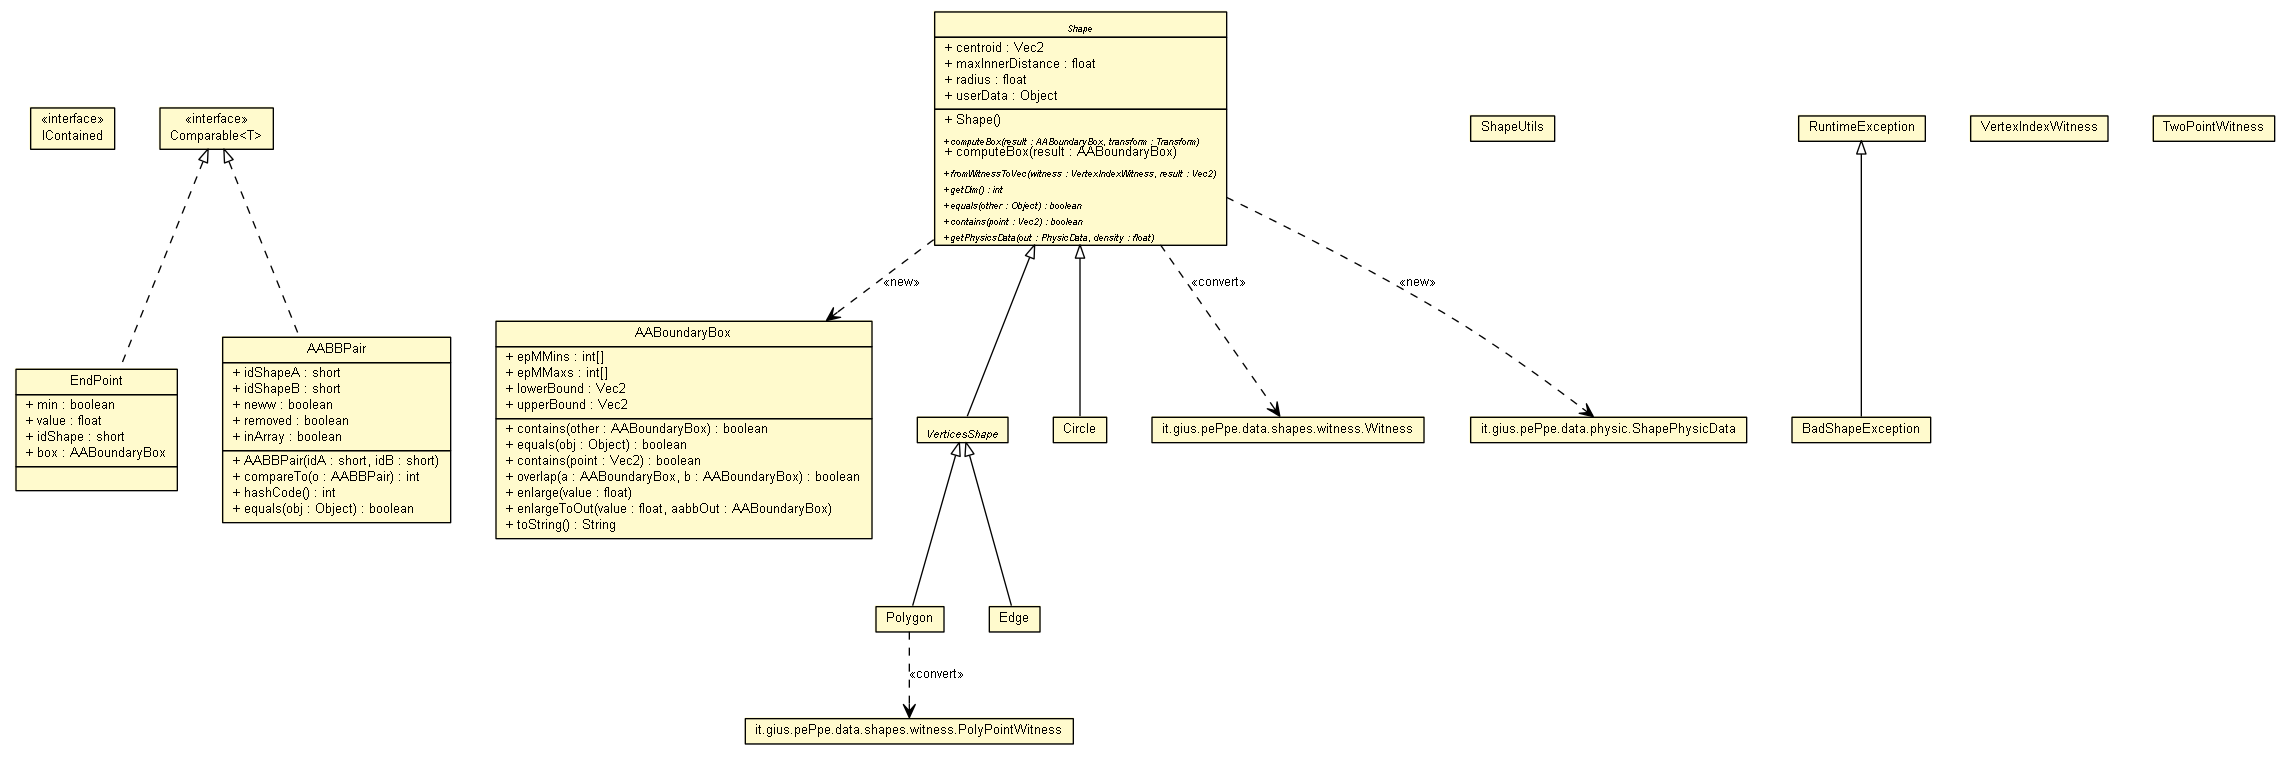 Shape
+ centroid : Vec2
+ maxInnerDistance : float
+ radius : float
+ userData : Object
+ Shape()
+ computeBox(result : AABoundaryBox, transform : Transform)
+ computeBox(result : AABoundaryBox)
+ fromWitnessToVec(witness : VertexIndexWitness, result : Vec2)
+ getDim() : int
+ equals(other : Object) : boolean
+ contains(point : Vec2) : boolean
+ getPhysicsData(out : PhysicData, density : float)
«interface»
IContained
«interface»
Comparable<T>
ShapeUtils
RuntimeException
VertexIndexWitness
TwoPointWitness
«new»
«convert»
«new»
EndPoint
+ min : boolean
+ value : float
+ idShape : short
+ box : AABoundaryBox
AABBPair
+ idShapeA : short
+ idShapeB : short
+ neww : boolean
+ removed : boolean
+ inArray : boolean
+ AABBPair(idA : short, idB : short)
+ compareTo(o : AABBPair) : int
+ hashCode() : int
+ equals(obj : Object) : boolean
AABoundaryBox
+ epMMins : int[]
+ epMMaxs : int[]
+ lowerBound : Vec2
+ upperBound : Vec2
+ contains(other : AABoundaryBox) : boolean
+ equals(obj : Object) : boolean
+ contains(point : Vec2) : boolean
+ overlap(a : AABoundaryBox, b : AABoundaryBox) : boolean
+ enlarge(value : float)
+ enlargeToOut(value : float, aabbOut : AABoundaryBox)
+ toString() : String
VerticesShape
Circle
it.gius.pePpe.data.shapes.witness.Witness
it.gius.pePpe.data.physic.ShapePhysicData
BadShapeException
Polygon
Edge
«convert»
it.gius.pePpe.data.shapes.witness.PolyPointWitness